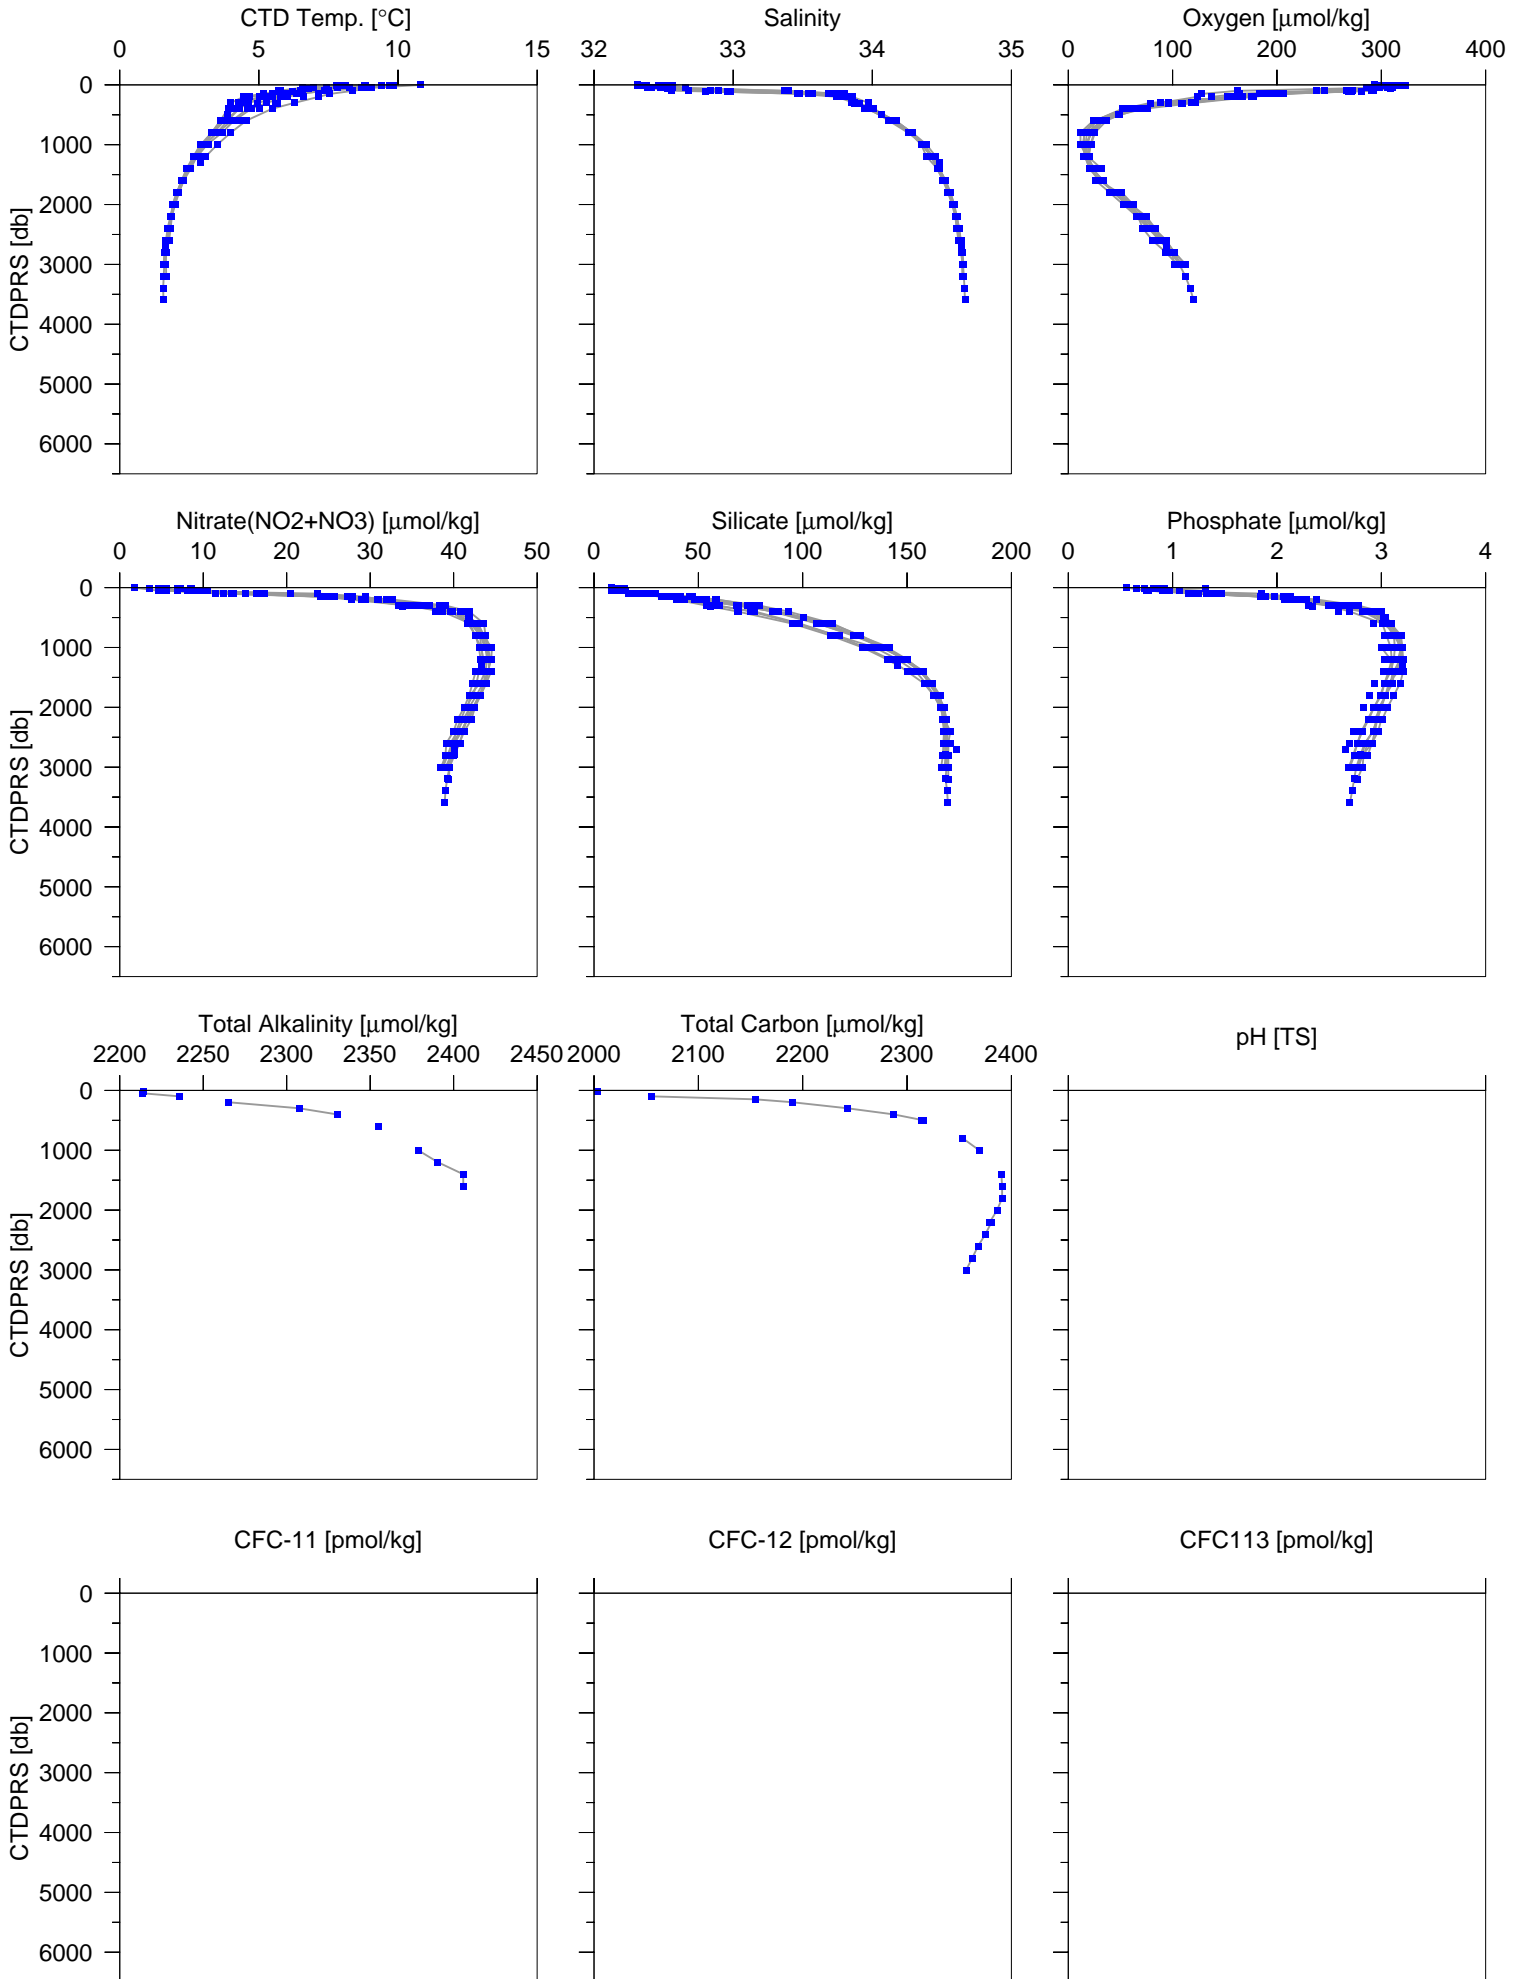 CTD Temp. [°C] Salinity Oxygen [μmol/kg]
0 5 10 15 32 33 34 35 0 100 200 300 400
0
1000
2000
3000
4000
5000
6000
CTDPRS [db]
Nitrate(NO2+NO3) [μmol/kg] Silicate [μmol/kg] Phosphate [μmol/kg]
0 10 20 30 40 50 0 50 100 150 200 0 1 2 3 4
0
1000
2000
3000
4000
5000
6000
CTDPRS [db]
Total Alkalinity [μmol/kg] Total Carbon [μmol/kg] pH [TS]
2200 2250 2300 2350 2400 2450 2000 2100 2200 2300 2400
0
1000
2000
3000
4000
5000
6000
CTDPRS [db]
CFC-11 [pmol/kg] CFC-12 [pmol/kg] CFC113 [pmol/kg]
0
1000
2000
3000
4000
5000
6000
CTDPRS [db]